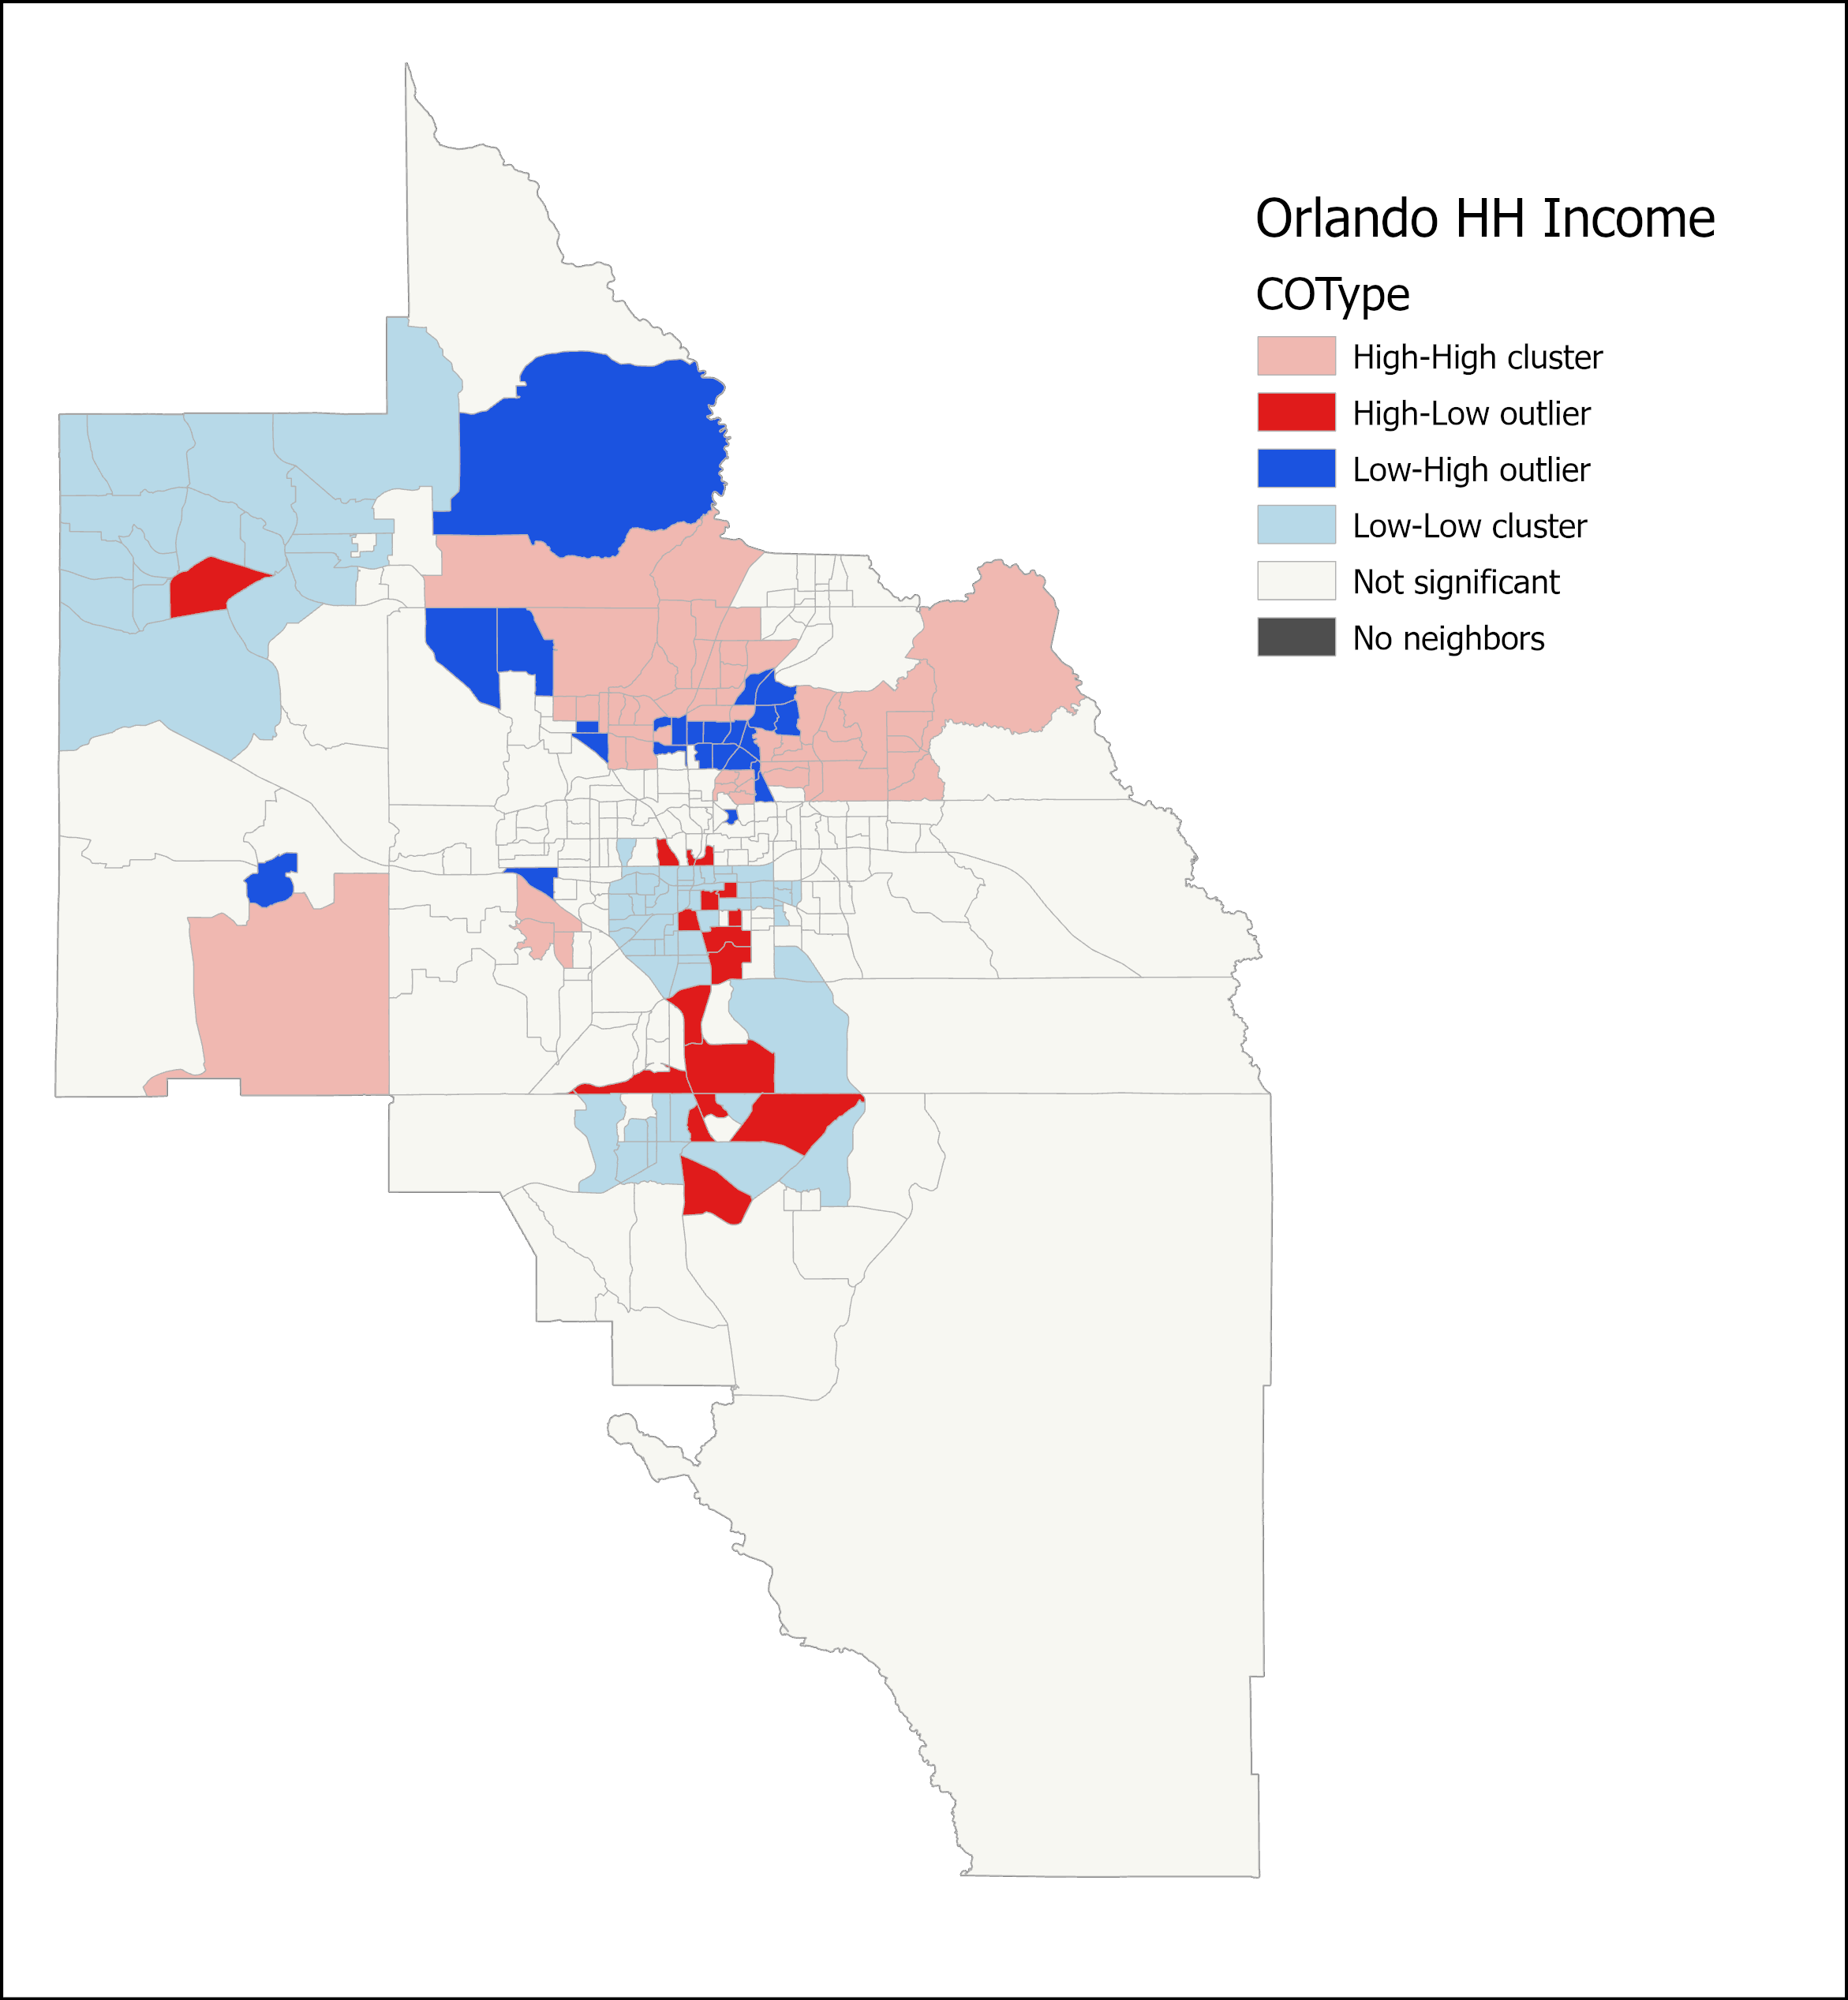 Orlando HH Income
COType
High-High cluster
High-Low outlier
Low-High outlier
Low-Low cluster
Not significant
No neighbors